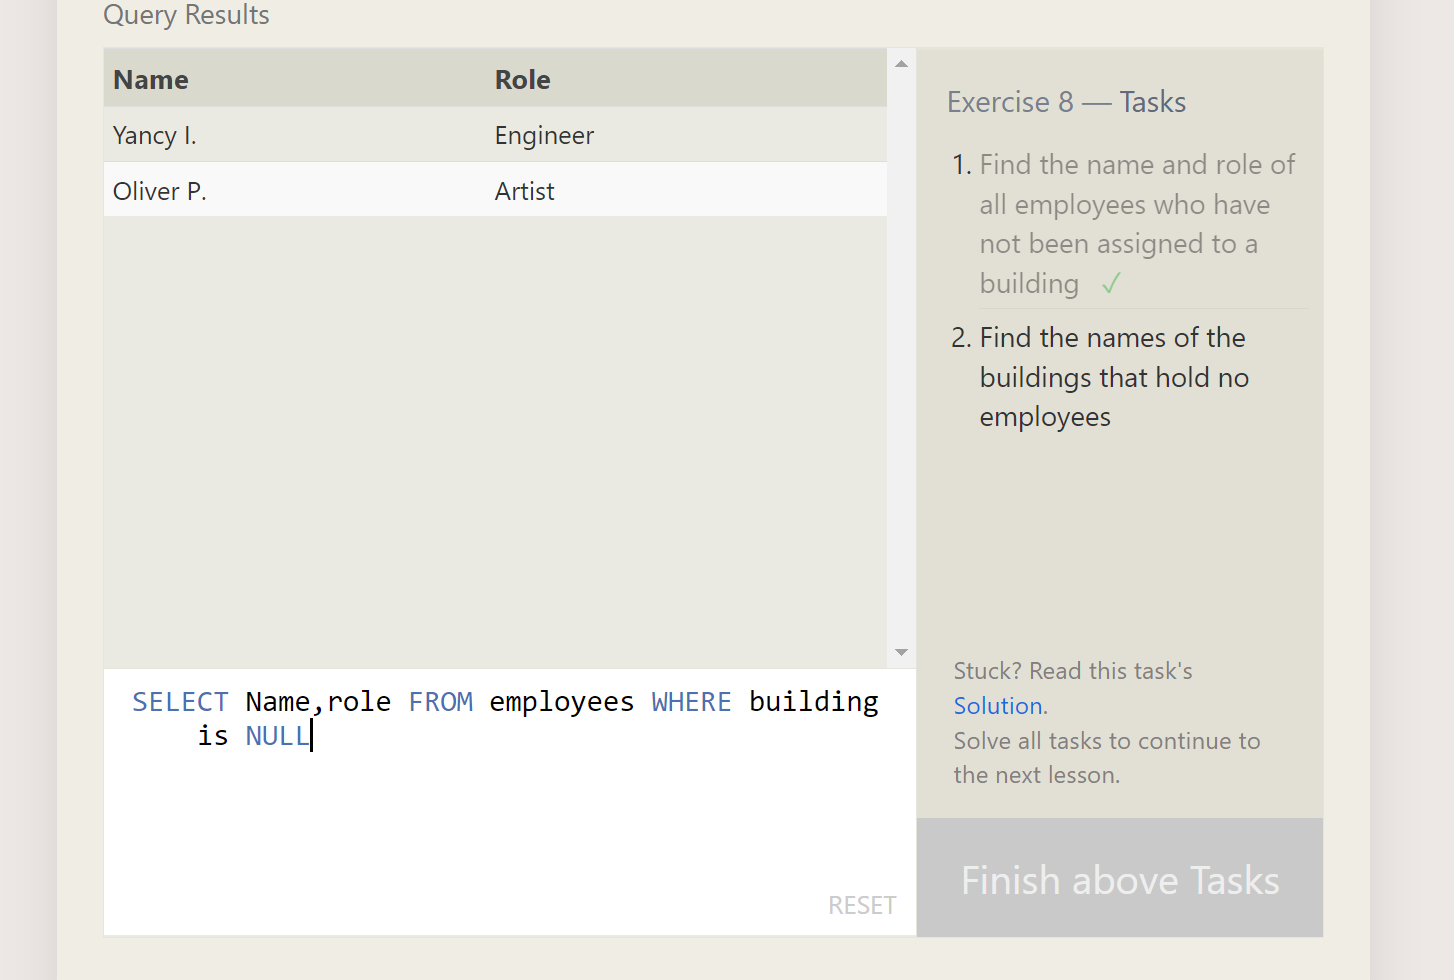 Query Results
Name Role
Yancy I. Engineer
Oliver P. Artist
SELECT Name,role FROM employees WHERE building
is NULL
RESET
Exercise 8 — Tasks
1. Find the name and role of
all employees who have
not been assigned to a
building ✓
2. Find the names of the
buildings that hold no
employees
Stuck? Read this task's
Solution.
Solve all tasks to continue to
the next lesson.
Finish above Tasks